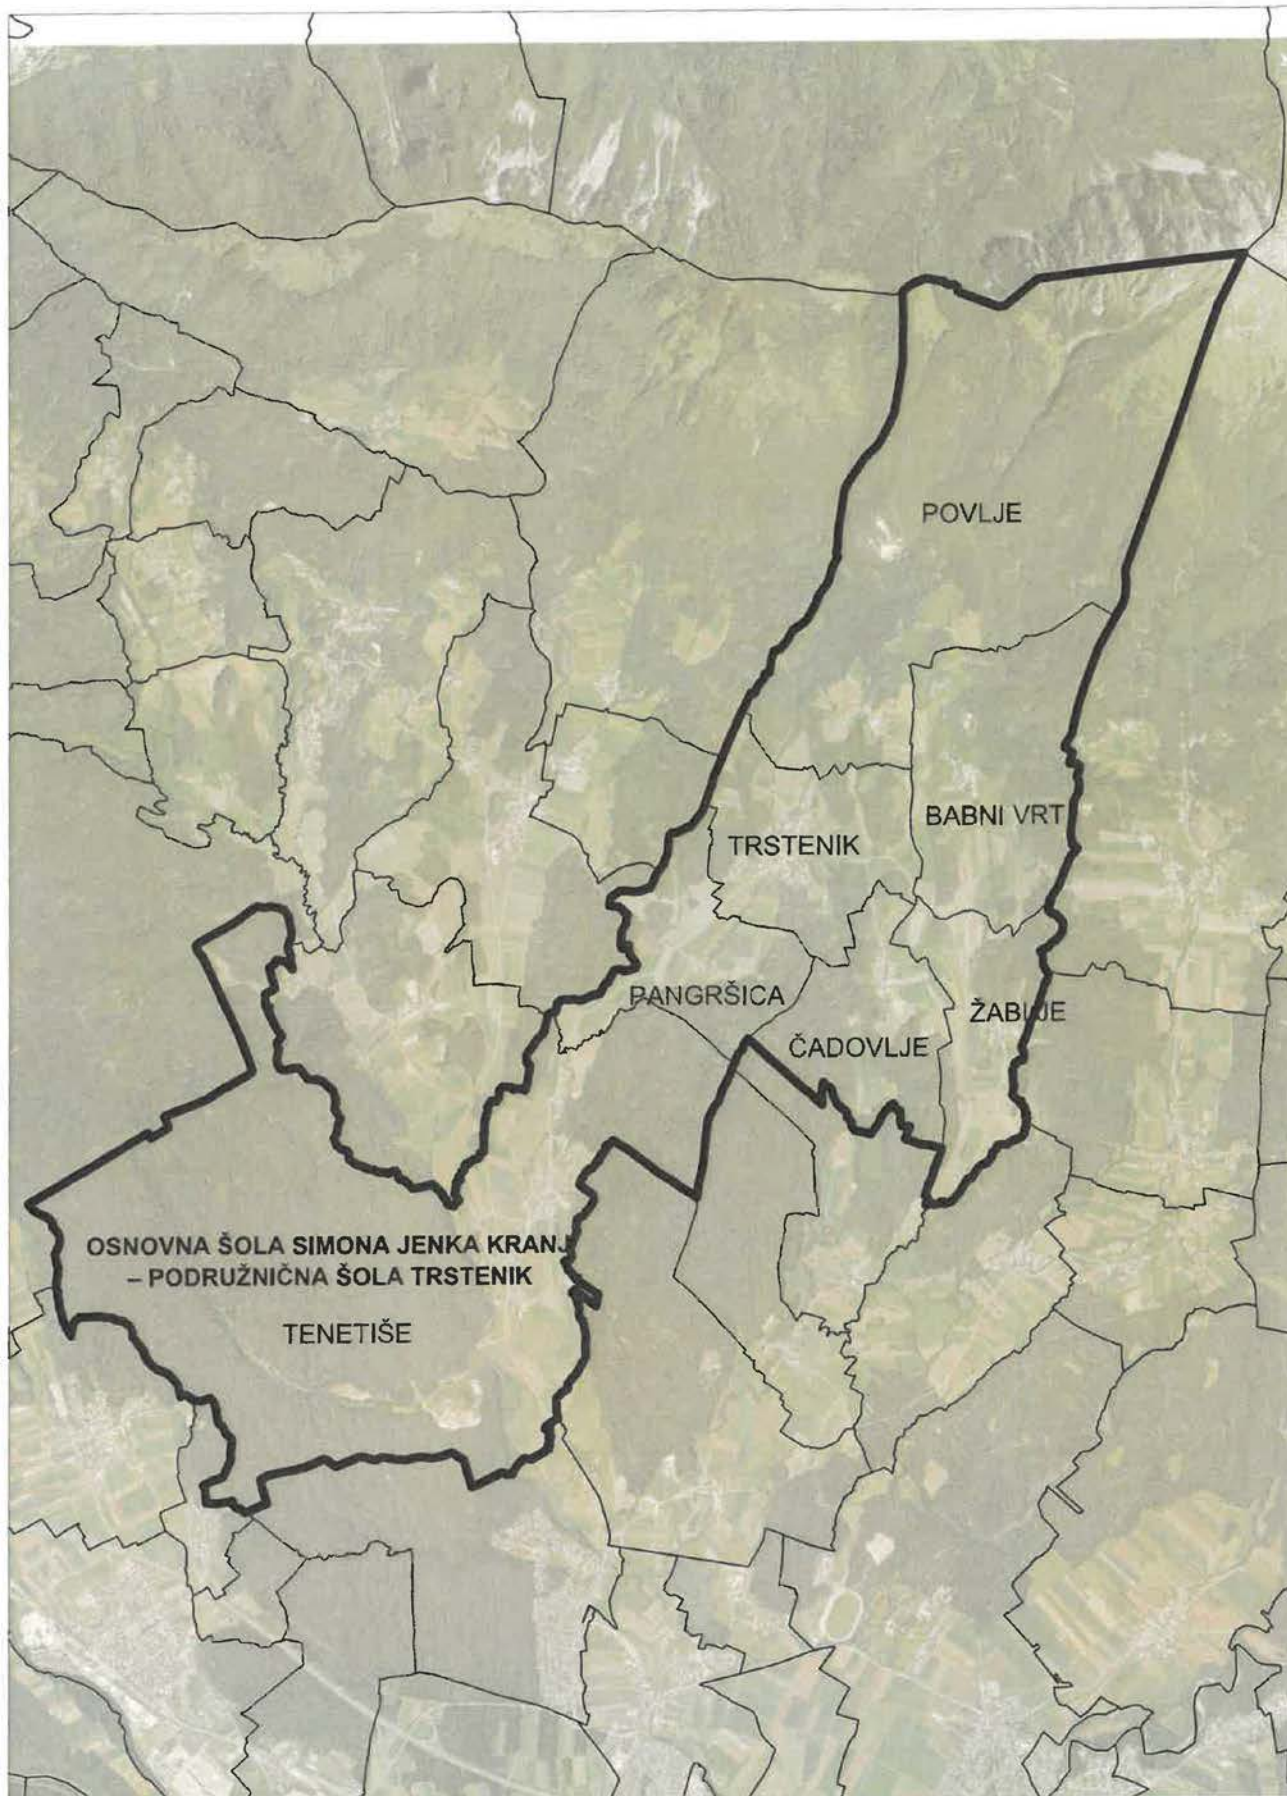 POVLJE
BABNI VRT
TRSTENIK
PANGRŠICA
ŽABLJE
ČADOVLJE
OSNOVNA ŠOLA SIMONA JENKA KRANJ
– PODRUŽNIČNA ŠOLA TRSTENIK
TENETIŠE